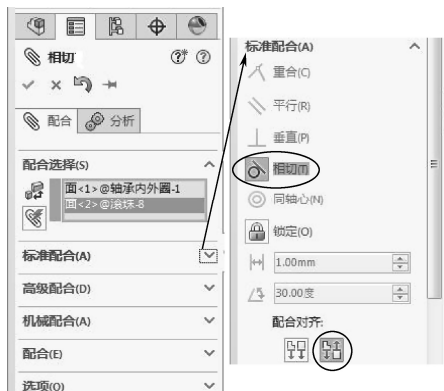 相切
配合
分析
配合选择(S)
面<1>@轴承内外圈-1
面<2>@滚珠-8
标准配合(A)
高级配合(D)
机械配合(A)
配合(E)
选项(O)
标准配合(A)
重合(C)
平行(R)
垂直(P)
相切(T)
同轴心(N)
锁定(O)
1.00mm
30.00度
配合对齐: